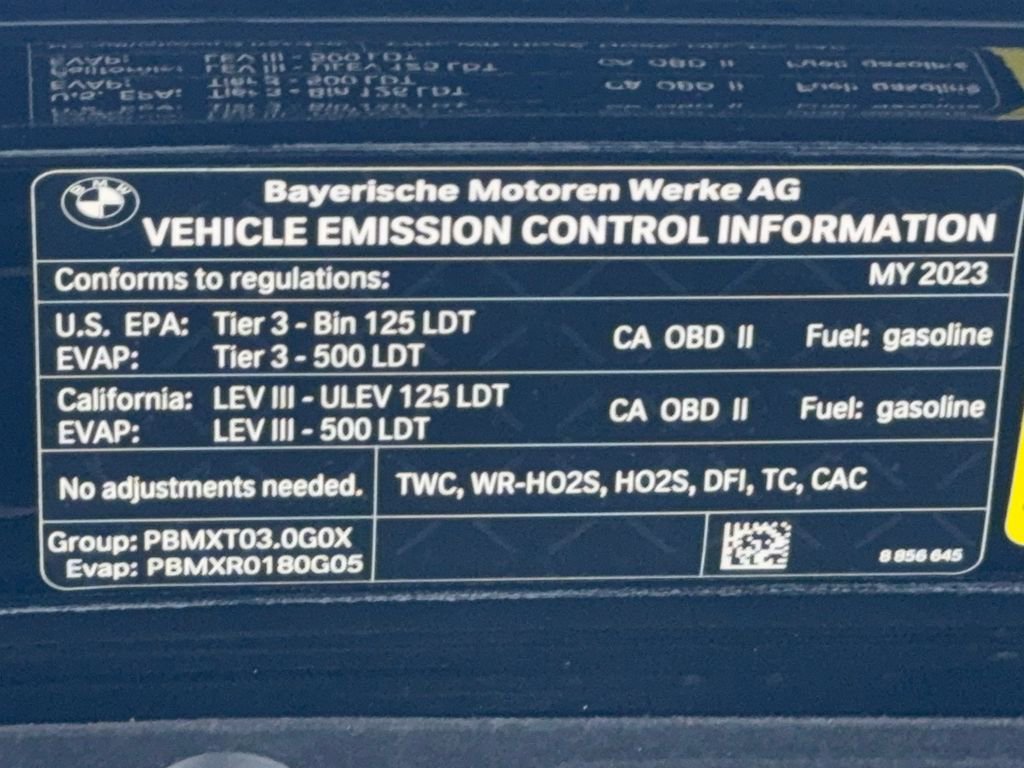 BMW
Bayerische Motoren Werke AG
VEHICLE EMISSION CONTROL INFORMATION
Conforms to regulations: MY 2023
U.S. EPA: Tier 3 - Bin 125 LDT CA OBD II Fuel: gasoline
EVAP: Tier 3 - 500 LDT
California: LEV III - ULEV 125 LDT CA OBD II Fuel: gasoline
EVAP: LEV III - 500 LDT
No adjustments needed. TWC, WR-HO2S, HO2S, DFI, TC, CAC
Group: PBMXT03.0G0X
Evap: PBMXR0180G05
8 856 645